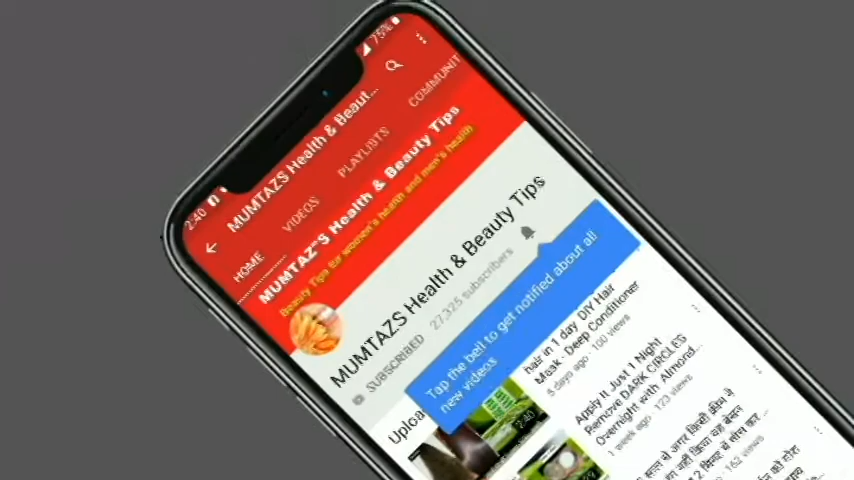 2:40
75%
MUMTAZS Health & Beaut...
HOME
VIDEOS
PLAYLISTS
COMMUNIT
MUMTAZ"S Health & Beauty Tips
Beauty Tips for women's health and men's health
MUMTAZS Health & Beauty Tips
SUBSCRIBED 27,325 subscribers
Tap the bell to get notified about all
new videos
Uploa
2:40
hair in 1 day DIY Hair
Mask : Deep Conditioner
5 days ago · 100 views
Apply It Just 1 Night
Remove DARK CIRCLES
Overnight with Almond...
1 week ago · 123 views
162 views